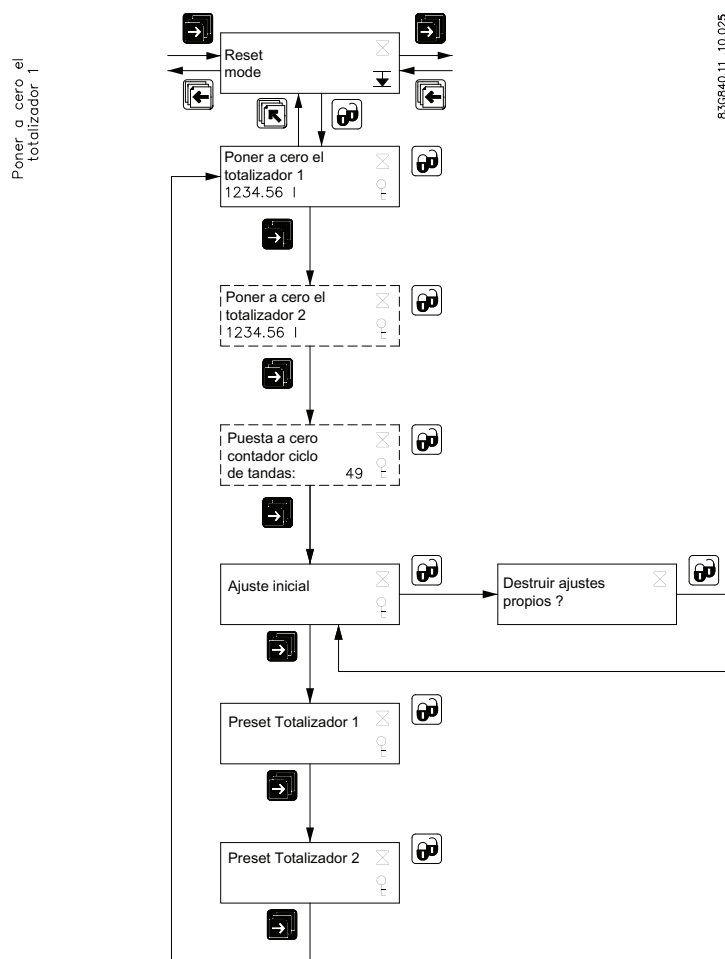 Poner a cero el
totalizador 1
83G840.11 10.025
Reset
mode
Poner a cero el
totalizador 1
1234.56 l
Poner a cero el
totalizador 2
1234.56 l
Puesta a cero
contador ciclo
de tandas: 49
Ajuste inicial
Destruir ajustes
propios ?
Preset Totalizador 1
Preset Totalizador 2